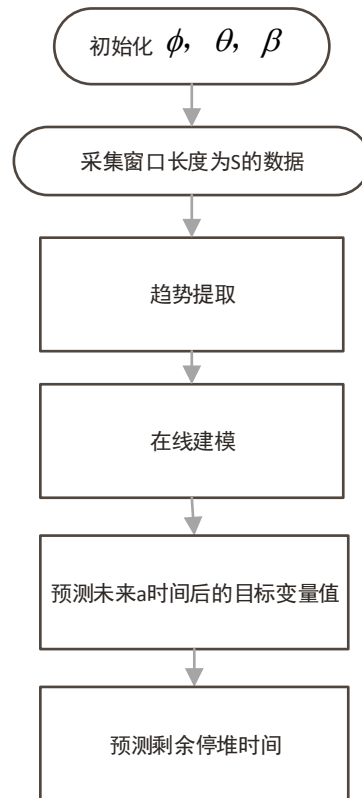 初始化 ϕ, θ, β
采集窗口长度为S的数据
趋势提取
在线建模
预测未来a时间后的目标变量值
预测剩余停堆时间